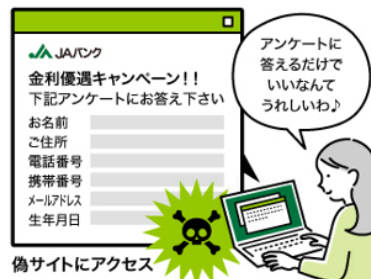 JA JAバンク
金利優遇キャンペーン!!
下記アンケートにお答え下さい
お名前
ご住所
電話番号
携帯番号
メールアドレス
生年月日
偽サイトにアクセス
アンケートに
答えるだけで
いいなんて
うれしいわ♪